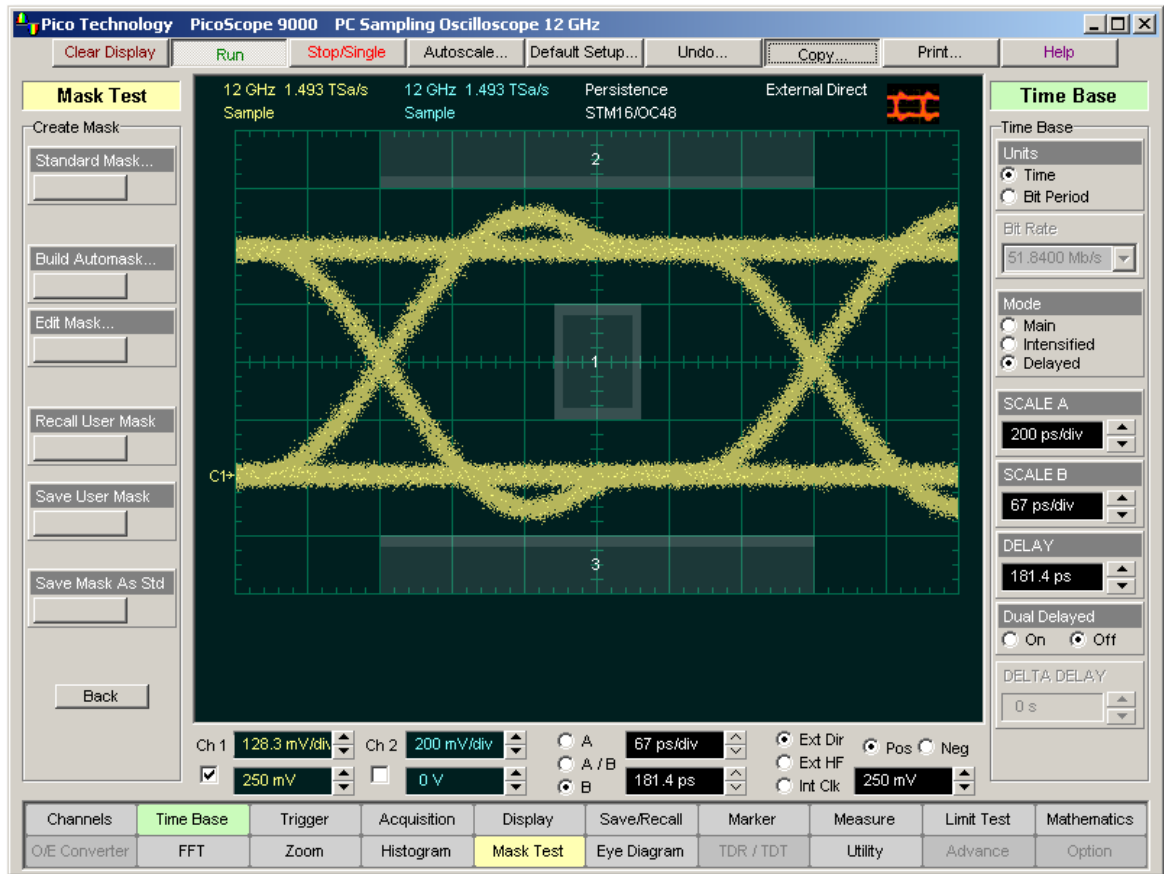 Pico Technology PicoScope 9000 PC Sampling Oscilloscope 12 GHz
Clear Display Run Stop/Single Autoscale... Default Setup... Undo... Copy... Print... Help
Mask Test
Create Mask
Standard Mask...
Build Automask...
Edit Mask...
Recall User Mask
Save User Mask
Save Mask As Std
Back
12 GHz 1.493 TSa/s 12 GHz 1.493 TSa/s Persistence External Direct
Sample Sample STM16/OC48
2
1
C1
3
Time Base
Time Base
Units
Time
Bit Period
Bit Rate
51.8400 Mb/s
Mode
Main
Intensified
Delayed
SCALE A
200 ps/div
SCALE B
67 ps/div
DELAY
181.4 ps
Dual Delayed
On Off
DELTA DELAY
0 s
Ch 1 128.3 mV/div Ch 2 200 mV/div A 67 ps/div Ext Dir Pos Neg
A / B Ext HF
250 mV 0 V B 181.4 ps Int Clk 250 mV
Channels Time Base Trigger Acquisition Display Save/Recall Marker Measure Limit Test Mathematics
O/E Converter FFT Zoom Histogram Mask Test Eye Diagram TDR / TDT Utility Advance Option